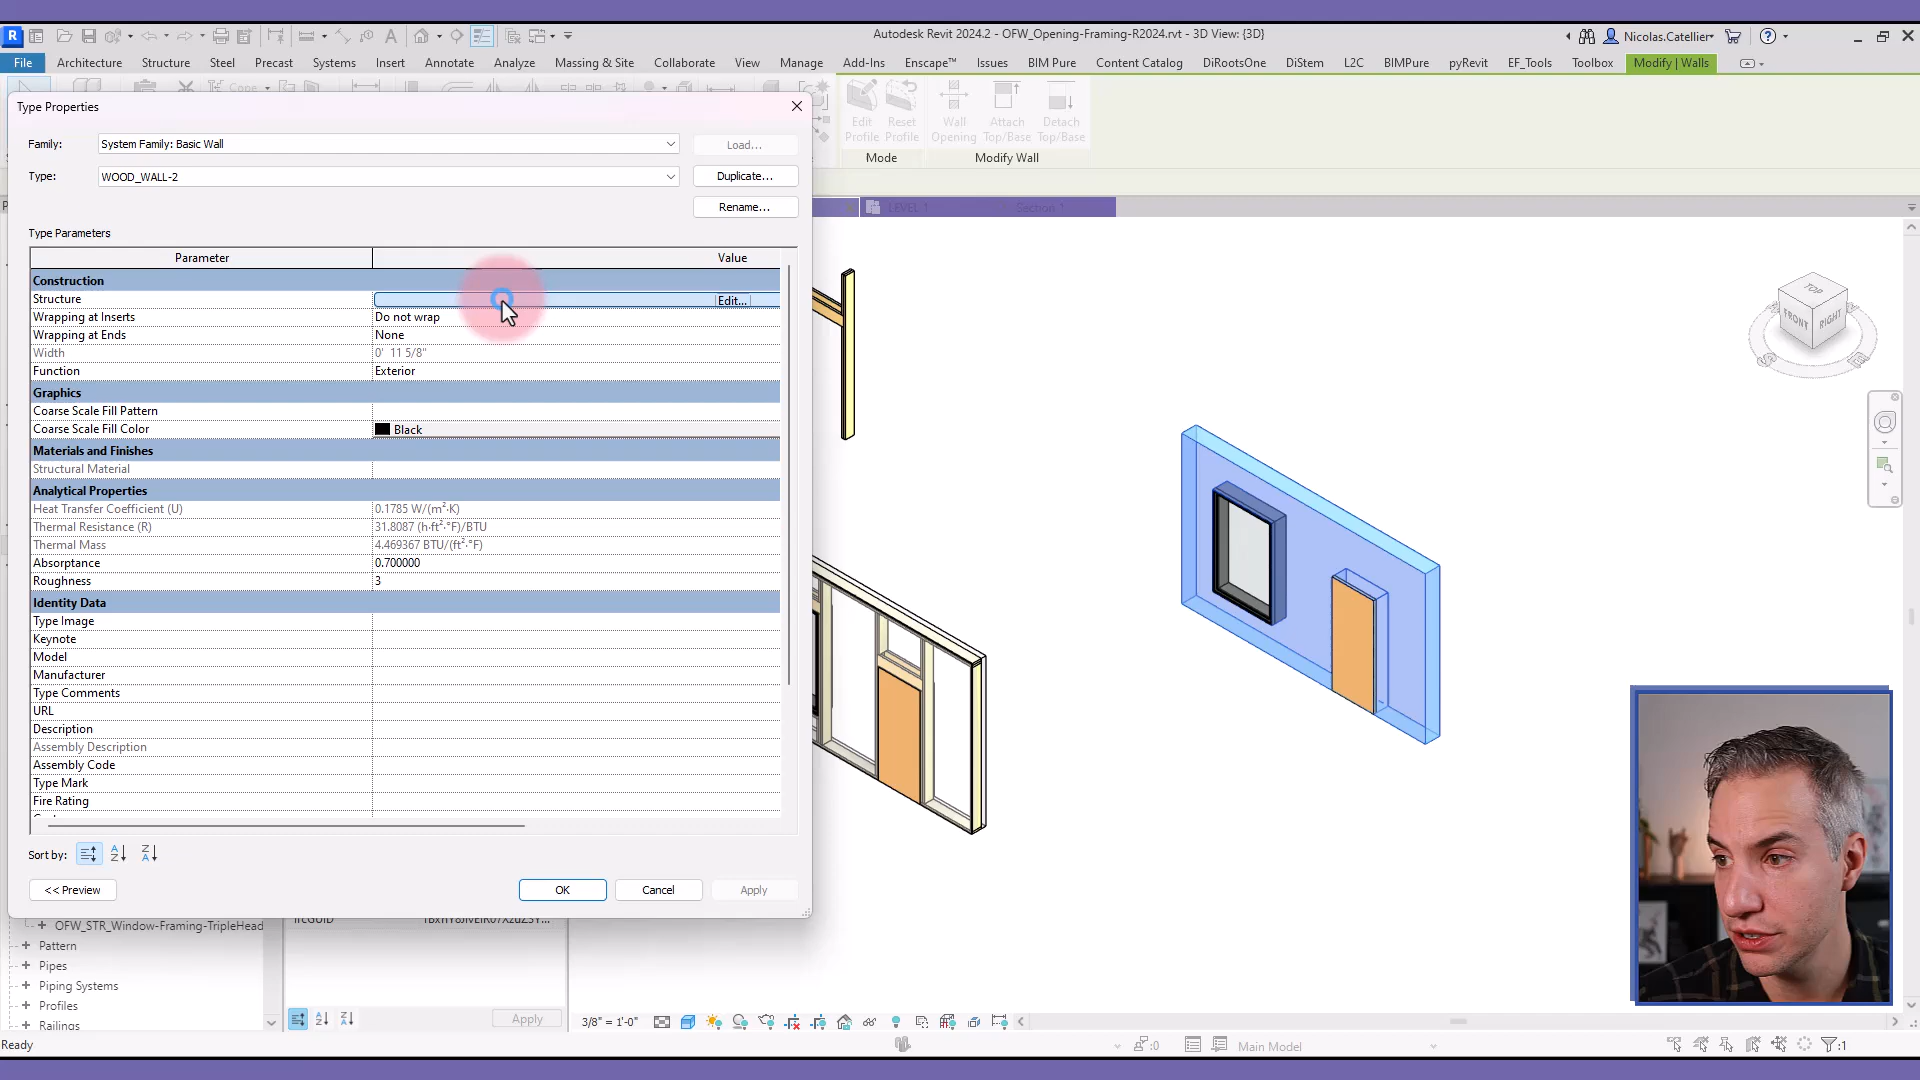 Autodesk Revit 2024.2 - OFW_Opening-Framing-R2024.rvt - 3D View: {3D}
Nicolas.Catellier
File Architecture Structure Steel Precast Systems Insert Annotate Analyze Massing & Site Collaborate View Manage Add-Ins Enscape™ Issues BIM Pure Content Catalog DiRootsOne DiStem L2C BIMPure pyRevit EF_Tools Toolbox Modify | Walls
Cope
Edit Profile
Reset Profile
Wall Opening
Attach Top/Base
Detach Top/Base
Mode
Modify Wall
LEVEL 1
Section 1
Type Properties
Family: System Family: Basic Wall Load...
Type: WOOD_WALL-2 Duplicate...
Rename...
Type Parameters
Parameter Value
Construction
Structure Edit...
Wrapping at Inserts Do not wrap
Wrapping at Ends None
Width 0' 11 5/8"
Function Exterior
Graphics
Coarse Scale Fill Pattern
Coarse Scale Fill Color Black
Materials and Finishes
Structural Material
Analytical Properties
Heat Transfer Coefficient (U) 0.1785 W/(m²·K)
Thermal Resistance (R) 31.8087 (h·ft²·°F)/BTU
Thermal Mass 4.469367 BTU/(ft²·°F)
Absorptance 0.700000
Roughness 3
Identity Data
Type Image
Keynote
Model
Manufacturer
Type Comments
URL
Description
Assembly Description
Assembly Code
Type Mark
Fire Rating
Sort by:
<< Preview OK Cancel Apply
TOP
FRONT RIGHT
S E
OFW_STR_Window-Framing-TripleHead
Pattern
Pipes
Piping Systems
Profiles
Railings
Apply
3/8" = 1'-0"
Ready
:0
Main Model
:1